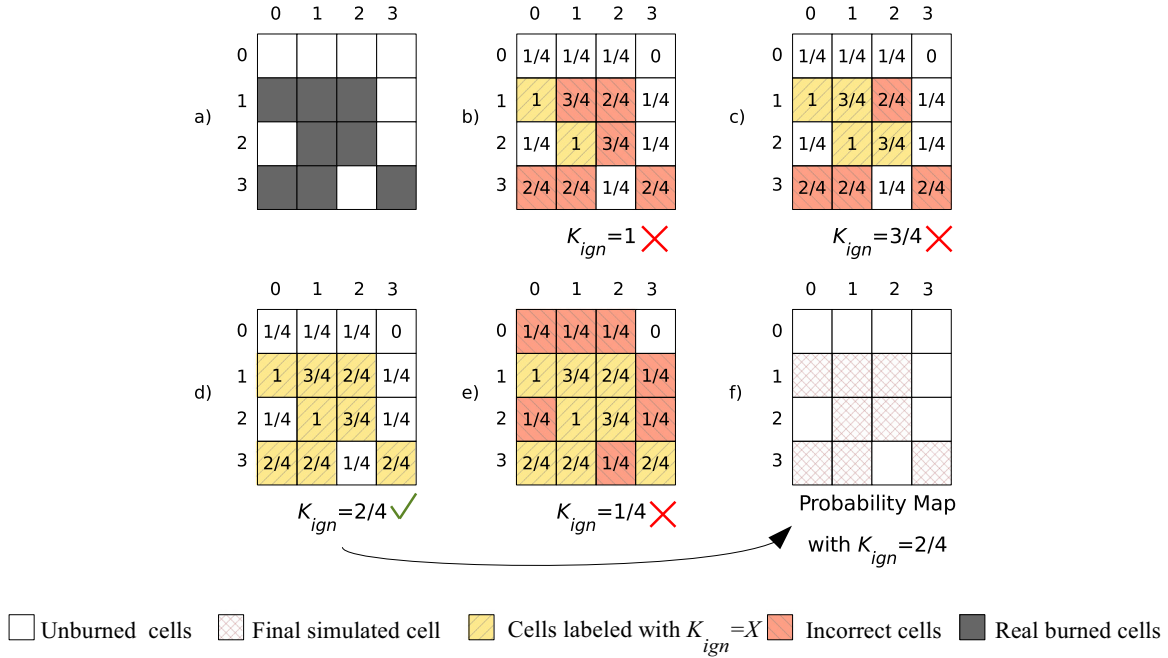 0 1 2 3 0 1 2 3 0 1 2 3
0 0 1/4 1/4 1/4 0 0 1/4 1/4 1/4 0
a) 1 b) 1 1 3/4 2/4 1/4 c) 1 1 3/4 2/4 1/4
2 2 1/4 1 3/4 1/4 2 1/4 1 3/4 1/4
3 3 2/4 2/4 1/4 2/4 3 2/4 2/4 1/4 2/4
K_ign=1 K_ign=3/4
0 1 2 3 0 1 2 3 0 1 2 3
0 1/4 1/4 1/4 0 0 1/4 1/4 1/4 0 0
d) 1 1 3/4 2/4 1/4 e) 1 1 3/4 2/4 1/4 f) 1
2 1/4 1 3/4 1/4 2 1/4 1 3/4 1/4 2
3 2/4 2/4 1/4 2/4 3 2/4 2/4 1/4 2/4 3
K_ign=2/4 K_ign=1/4 Probability Map
with K_ign=2/4
Unburned cells Final simulated cell Cells labeled with K_ign=X Incorrect cells Real burned cells